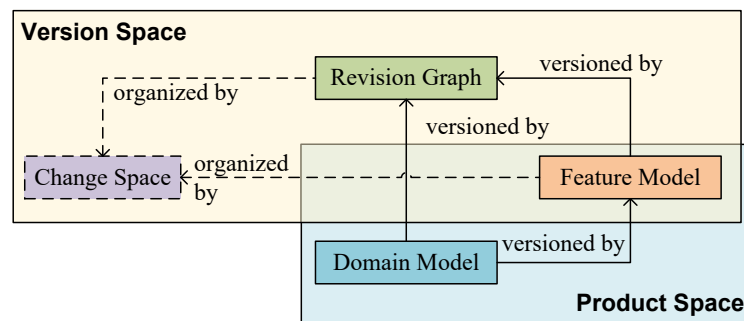 Version Space
Revision Graph
versioned by
organized by
versioned by
Change Space
organized
by
Feature Model
Domain Model
versioned by
Product Space